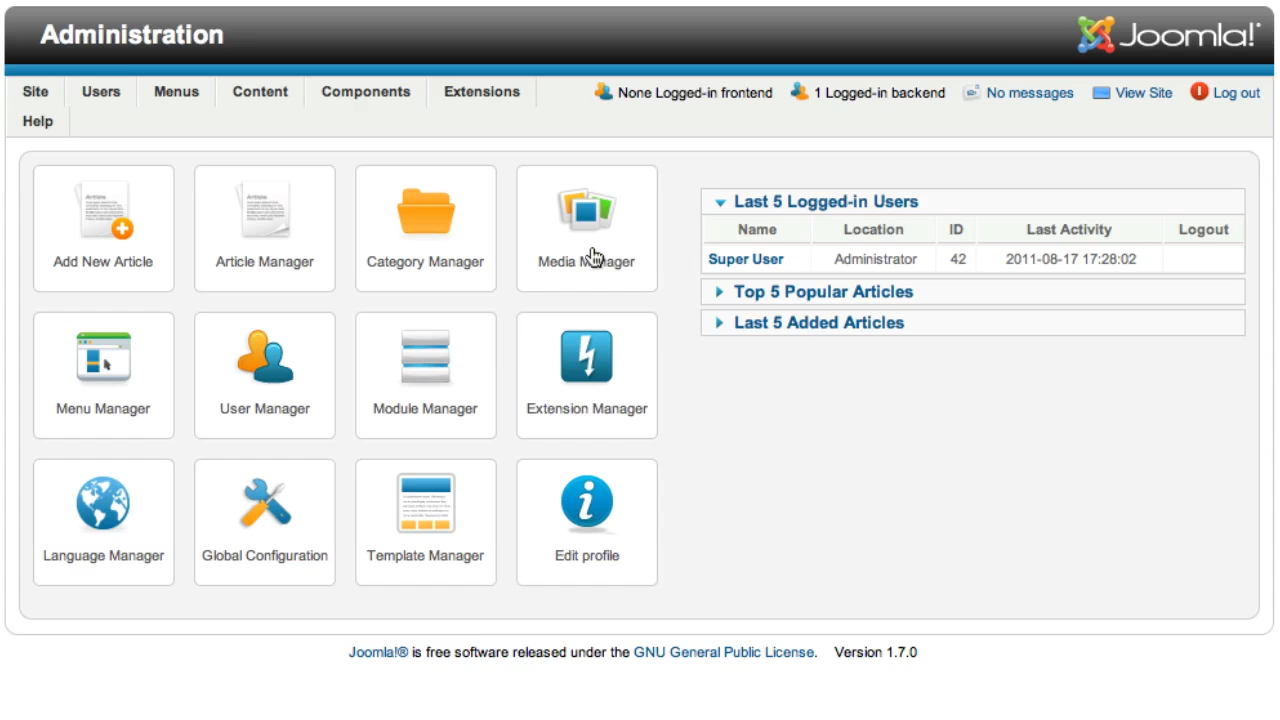 Administration
Joomla!
Site
Users
Menus
Content
Components
Extensions
None Logged-in frontend
1 Logged-in backend
No messages
View Site
Log out
Help
Add New Article
Article Manager
Category Manager
Media Manager
Menu Manager
User Manager
Module Manager
Extension Manager
Language Manager
Global Configuration
Template Manager
Edit profile
Last 5 Logged-in Users
Name Location ID Last Activity Logout
Super User Administrator 42 2011-08-17 17:28:02
Top 5 Popular Articles
Last 5 Added Articles
Joomla!® is free software released under the GNU General Public License. Version 1.7.0